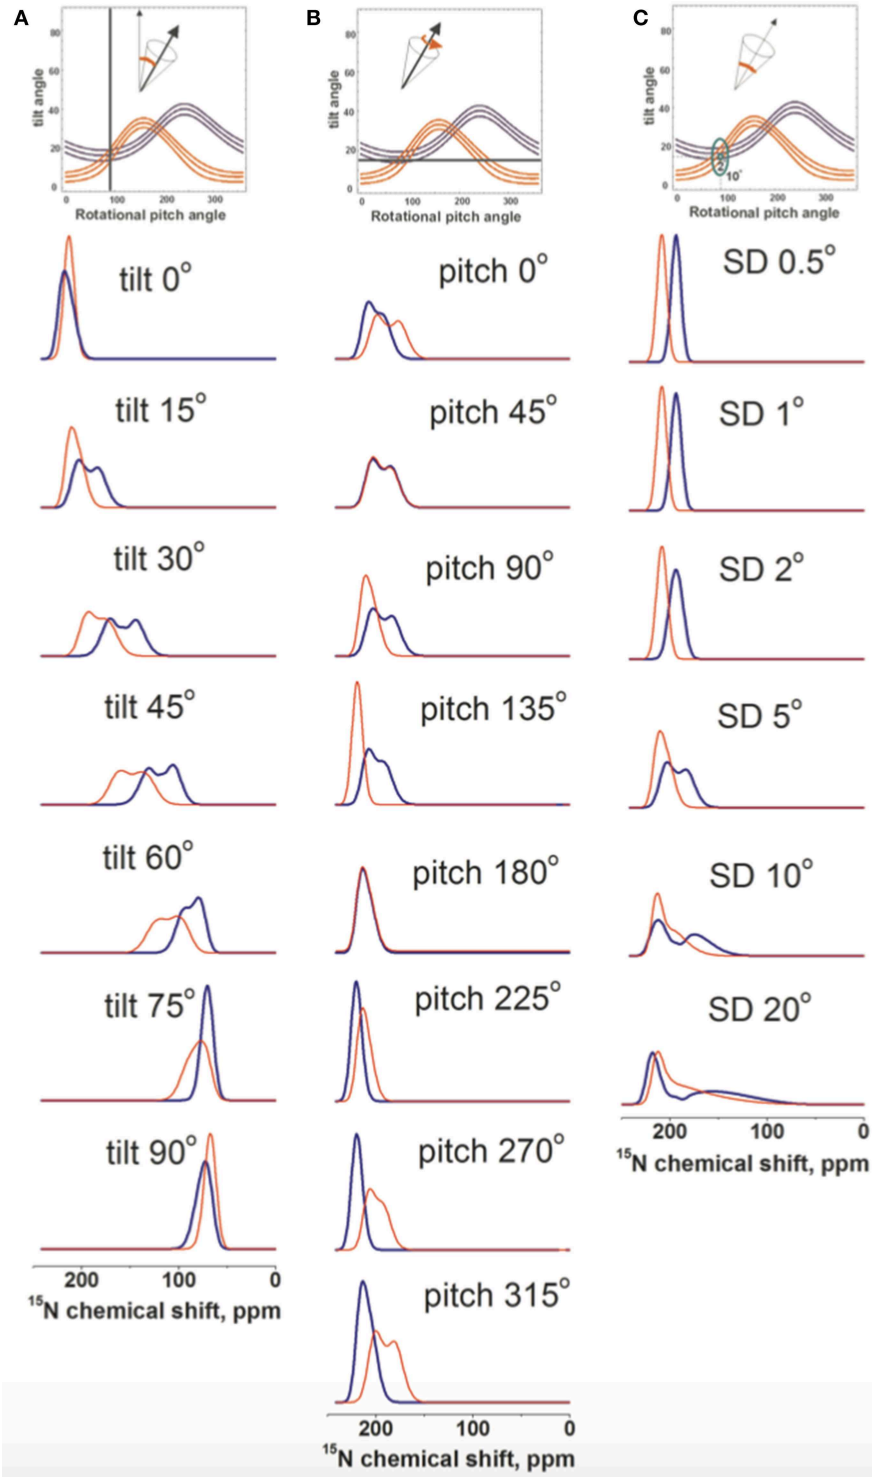 A
tilt angle
80
60
40
20
0
0 100 200 300
Rotational pitch angle
tilt 0°
tilt 15°
tilt 30°
tilt 45°
tilt 60°
tilt 75°
tilt 90°
200 100 0
15N chemical shift, ppm
B
tilt angle
80
60
40
20
0
0 100 200 300
Rotational pitch angle
pitch 0°
pitch 45°
pitch 90°
pitch 135°
pitch 180°
pitch 225°
pitch 270°
pitch 315°
200 100 0
15N chemical shift, ppm
C
tilt angle
80
60
40
20
0
10°
0 100 200 300
Rotational pitch angle
SD 0.5°
SD 1°
SD 2°
SD 5°
SD 10°
SD 20°
200 100 0
15N chemical shift, ppm